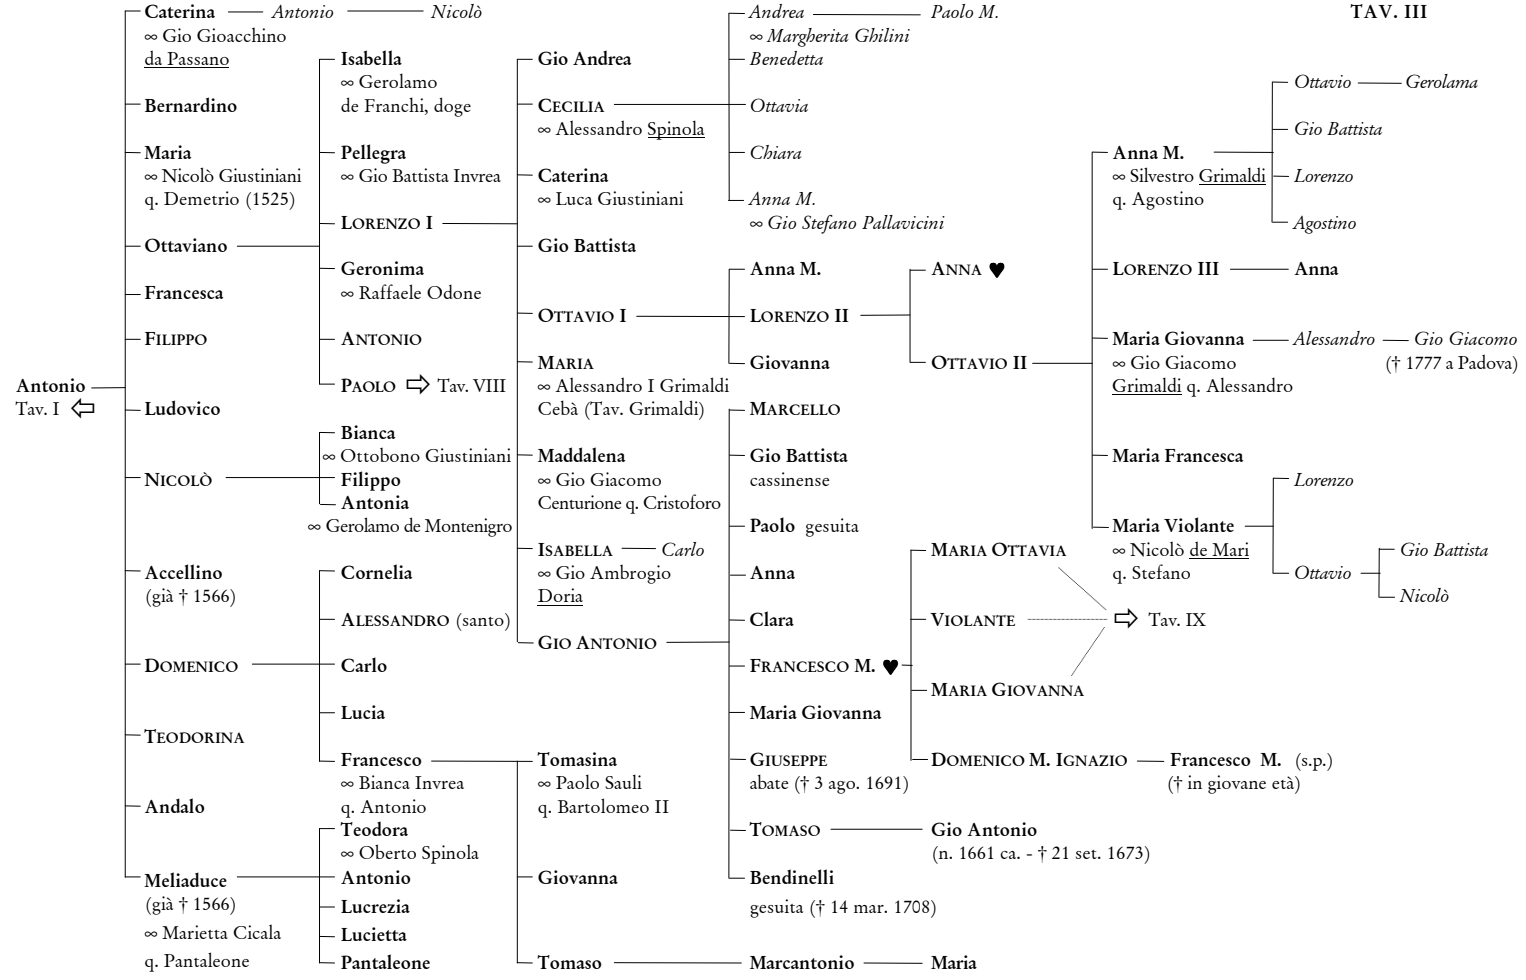 TAV. III
Antonio
Tav. I
Caterina
∞ Gio Gioacchino
da Passano
Antonio
Nicolò
Bernardino
Maria
∞ Nicolò Giustiniani
q. Demetrio (1525)
Ottaviano
Francesca
FILIPPO
Ludovico
NICOLÒ
Accellino
(già † 1566)
DOMENICO
TEODORINA
Andalo
Meliaduce
(già † 1566)
∞ Marietta Cicala
q. Pantaleone
Isabella
∞ Gerolamo
de Franchi, doge
Pellegra
∞ Gio Battista Invrea
LORENZO I
Geronima
∞ Raffaele Odone
ANTONIO
PAOLO
Tav. VIII
Bianca
∞ Ottobono Giustiniani
Filippo
Antonia
∞ Gerolamo de Montenigro
Cornelia
ALESSANDRO (santo)
Carlo
Lucia
Francesco
∞ Bianca Invrea
q. Antonio
Teodora
∞ Oberto Spinola
Antonio
Lucrezia
Lucietta
Pantaleone
Gio Andrea
CECILIA
∞ Alessandro Spinola
Caterina
∞ Luca Giustiniani
Gio Battista
OTTAVIO I
MARIA
∞ Alessandro I Grimaldi
Cebà (Tav. Grimaldi)
Maddalena
∞ Gio Giacomo
Centurione q. Cristoforo
ISABELLA
Carlo
∞ Gio Ambrogio
Doria
GIO ANTONIO
Tomasina
∞ Paolo Sauli
q. Bartolomeo II
Giovanna
Tomaso
Marcantonio
Maria
Andrea
Paolo M.
∞ Margherita Ghilini
Benedetta
Ottavia
Chiara
Anna M.
∞ Gio Stefano Pallavicini
Anna M.
LORENZO II
Giovanna
MARCELLO
Gio Battista
cassinense
Paolo gesuita
Anna
Clara
FRANCESCO M. ♥
Maria Giovanna
GIUSEPPE
abate († 3 ago. 1691)
TOMASO
Gio Antonio
(n. 1661 ca. - † 21 set. 1673)
Bendinelli
gesuita († 14 mar. 1708)
ANNA ♥
OTTAVIO II
MARIA OTTAVIA
VIOLANTE
MARIA GIOVANNA
Tav. IX
DOMENICO M. IGNAZIO
Francesco M. (s.p.)
(† in giovane età)
Anna M.
∞ Silvestro Grimaldi
q. Agostino
Ottavio
Gerolama
Gio Battista
Lorenzo
Agostino
LORENZO III
Anna
Maria Giovanna
∞ Gio Giacomo
Grimaldi q. Alessandro
Alessandro
Gio Giacomo
(† 1777 a Padova)
Maria Francesca
Maria Violante
∞ Nicolò de Mari
q. Stefano
Lorenzo
Ottavio
Gio Battista
Nicolò